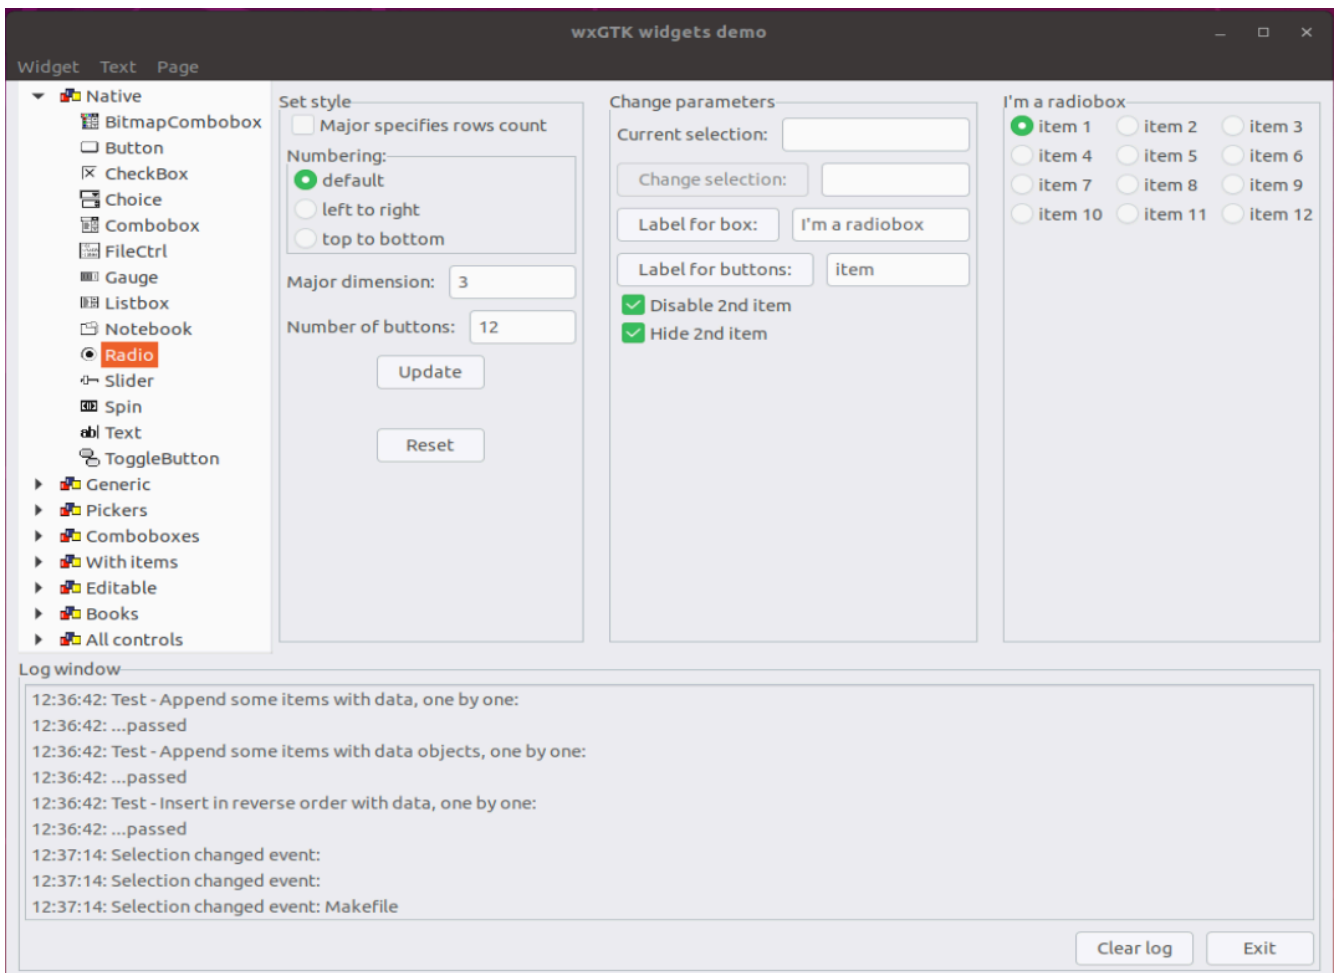 wxGTK widgets demo
Widget Text Page
Native
BitmapCombobox
Button
CheckBox
Choice
Combobox
FileCtrl
Gauge
Listbox
Notebook
Radio
Slider
Spin
Text
ToggleButton
Generic
Pickers
Comboboxes
With items
Editable
Books
All controls
Set style
Major specifies rows count
Numbering:
default
left to right
top to bottom
Major dimension: 3
Number of buttons: 12
Update
Reset
Change parameters
Current selection:
Change selection:
Label for box: I'm a radiobox
Label for buttons: item
Disable 2nd item
Hide 2nd item
I'm a radiobox
item 1 item 2 item 3
item 4 item 5 item 6
item 7 item 8 item 9
item 10 item 11 item 12
Log window
12:36:42: Test - Append some items with data, one by one:
12:36:42: ...passed
12:36:42: Test - Append some items with data objects, one by one:
12:36:42: ...passed
12:36:42: Test - Insert in reverse order with data, one by one:
12:36:42: ...passed
12:37:14: Selection changed event:
12:37:14: Selection changed event:
12:37:14: Selection changed event: Makefile
Clear log Exit